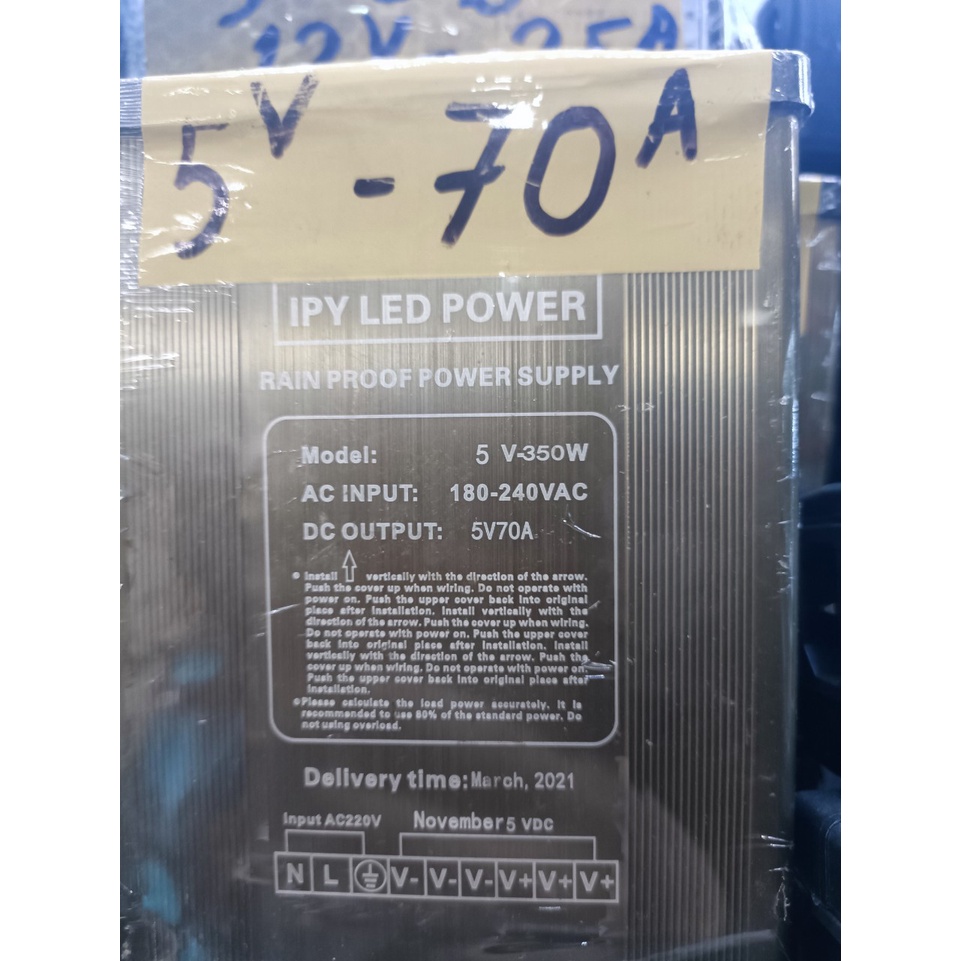 12V - 25A
5V - 70A
IPY LED POWER
RAIN PROOF POWER SUPPLY
Model: 5 V-350W
AC INPUT: 180-240VAC
DC OUTPUT: 5V70A
Install ↑ vertically with the direction of the arrow.
Push the cover up when wiring. Do not operate with
power on. Push the upper cover back into original
place after installation. Install vertically with the
direction of the arrow. Push the cover up when wiring.
Do not operate with power on. Push the upper cover
back into original place after installation. Install
vertically with the direction of the arrow. Push the
cover up when wiring. Do not operate with power on.
Push the upper cover back into original place after
installation.
Please calculate the load power accurately. It is
recommended to use 80% of the standard power. Do
not using overload.
Delivery time: March, 2021
Input AC220V November 5 VDC
N L V- V- V- V+ V+ V+